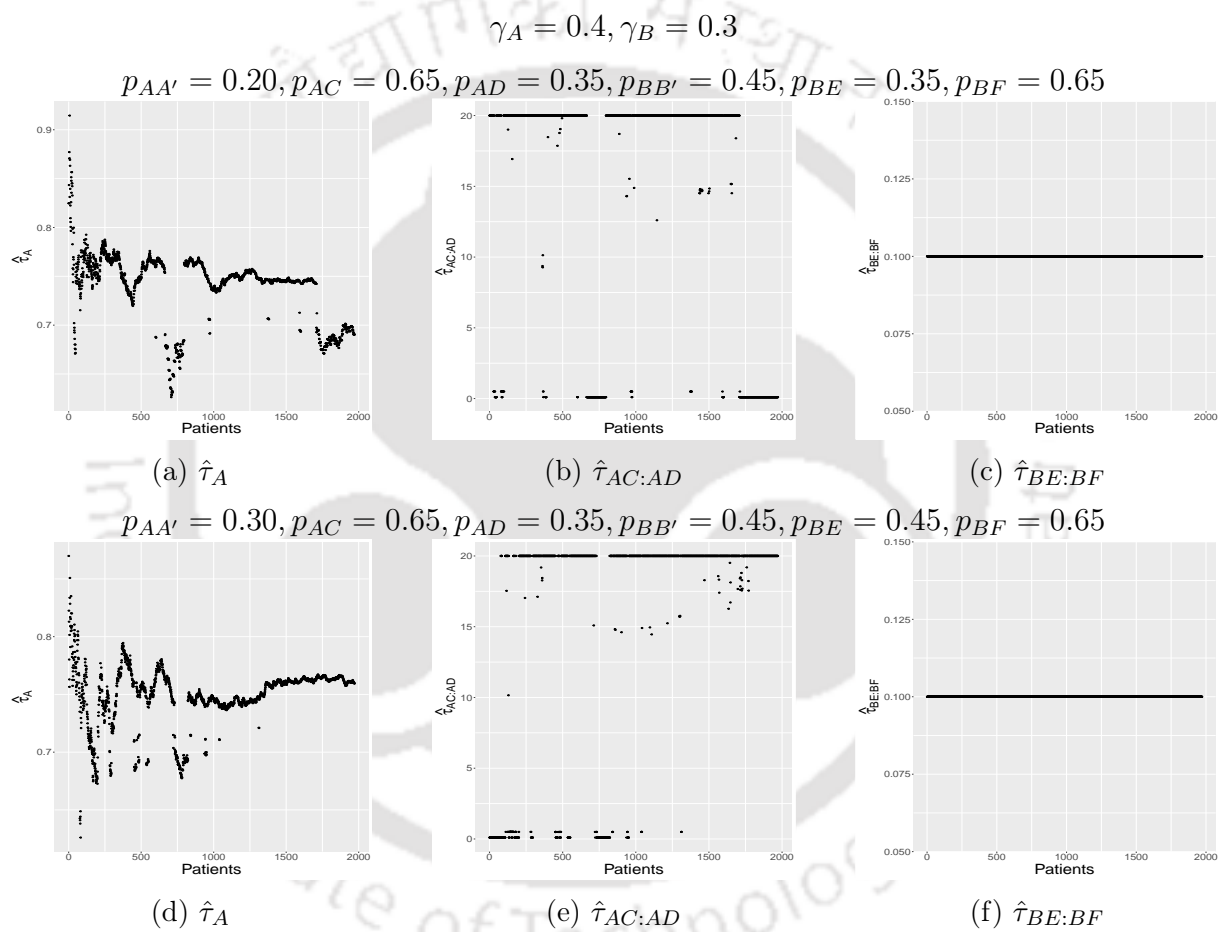 γ_A = 0.4, γ_B = 0.3
p_{AA'} = 0.20, p_{AC} = 0.65, p_{AD} = 0.35, p_{BB'} = 0.45, p_{BE} = 0.35, p_{BF} = 0.65
0.9
0.8
0.7
τ̂_A
0 500 1000 1500 2000
Patients
20
15
10
5
0
τ̂_{AC:AD}
0 500 1000 1500 2000
Patients
0.150
0.125
0.100
0.075
0.050
τ̂_{BE:BF}
0 500 1000 1500 2000
Patients
(a) τ̂_A
(b) τ̂_{AC:AD}
(c) τ̂_{BE:BF}
p_{AA'} = 0.30, p_{AC} = 0.65, p_{AD} = 0.35, p_{BB'} = 0.45, p_{BE} = 0.45, p_{BF} = 0.65
0.8
0.7
τ̂_A
0 500 1000 1500 2000
Patients
20
15
10
5
0
τ̂_{AC:AD}
0 500 1000 1500 2000
Patients
0.150
0.125
0.100
0.075
0.050
τ̂_{BE:BF}
0 500 1000 1500 2000
Patients
(d) τ̂_A
(e) τ̂_{AC:AD}
(f) τ̂_{BE:BF}